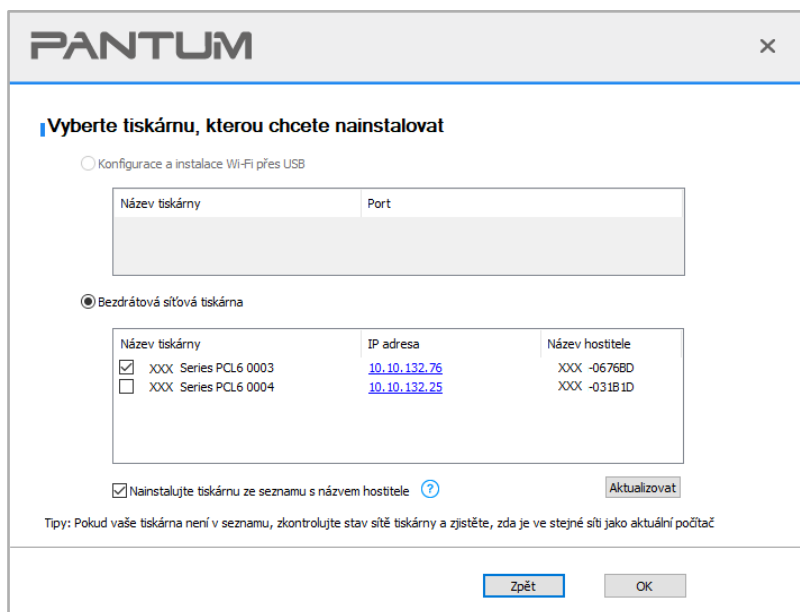 PANTUM
Vyberte tiskárnu, kterou chcete nainstalovat
Konfigurace a instalace Wi-Fi přes USB
Název tiskárny Port
Bezdrátová síťová tiskárna
Název tiskárny IP adresa Název hostitele
XXX Series PCL6 0003 10.10.132.76 XXX -0676BD
XXX Series PCL6 0004 10.10.132.25 XXX -031B1D
Nainstalujte tiskárnu ze seznamu s názvem hostitele ? Aktualizovat
Tipy: Pokud vaše tiskárna není v seznamu, zkontrolujte stav sítě tiskárny a zjistěte, zda je ve stejné síti jako aktuální počítač
Zpět OK